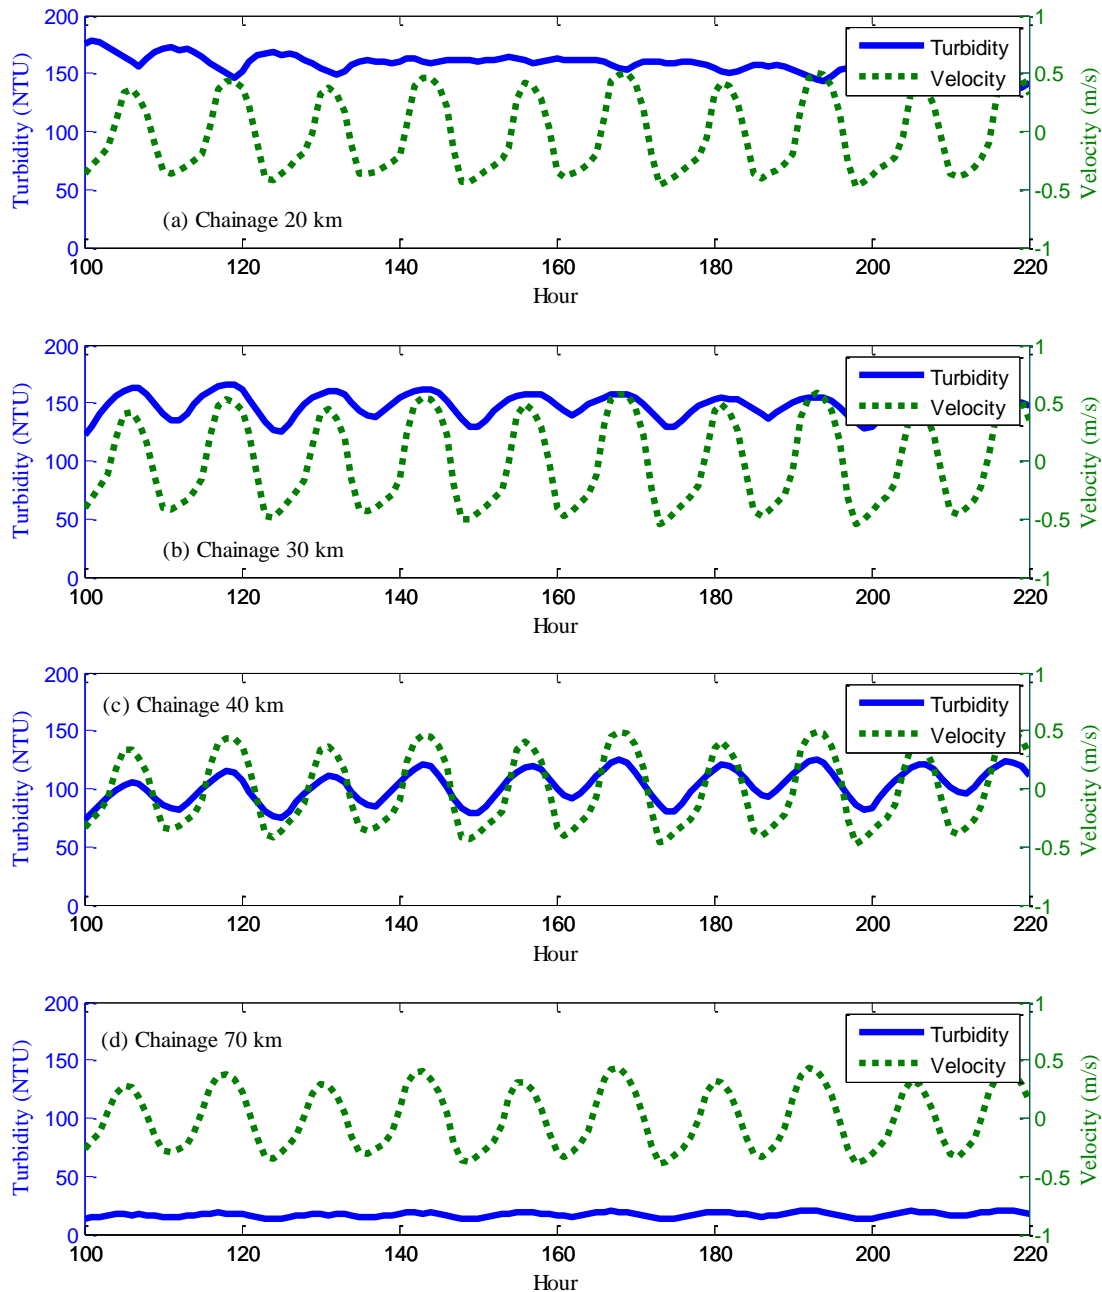 200
150
100
50
0
Turbidity (NTU)
1
0.5
0
-0.5
-1
Velocity (m/s)
Turbidity
Velocity
(a) Chainage 20 km
100 120 140 160 180 200 220
Hour
200
150
100
50
0
Turbidity (NTU)
1
0.5
0
-0.5
-1
Velocity (m/s)
Turbidity
Velocity
(b) Chainage 30 km
100 120 140 160 180 200 220
Hour
200
150
100
50
0
Turbidity (NTU)
1
0.5
0
-0.5
-1
Velocity (m/s)
(c) Chainage 40 km
Turbidity
Velocity
100 120 140 160 180 200 220
Hour
200
150
100
50
0
Turbidity (NTU)
1
0.5
0
-0.5
-1
Velocity (m/s)
(d) Chainage 70 km
Turbidity
Velocity
100 120 140 160 180 200 220
Hour